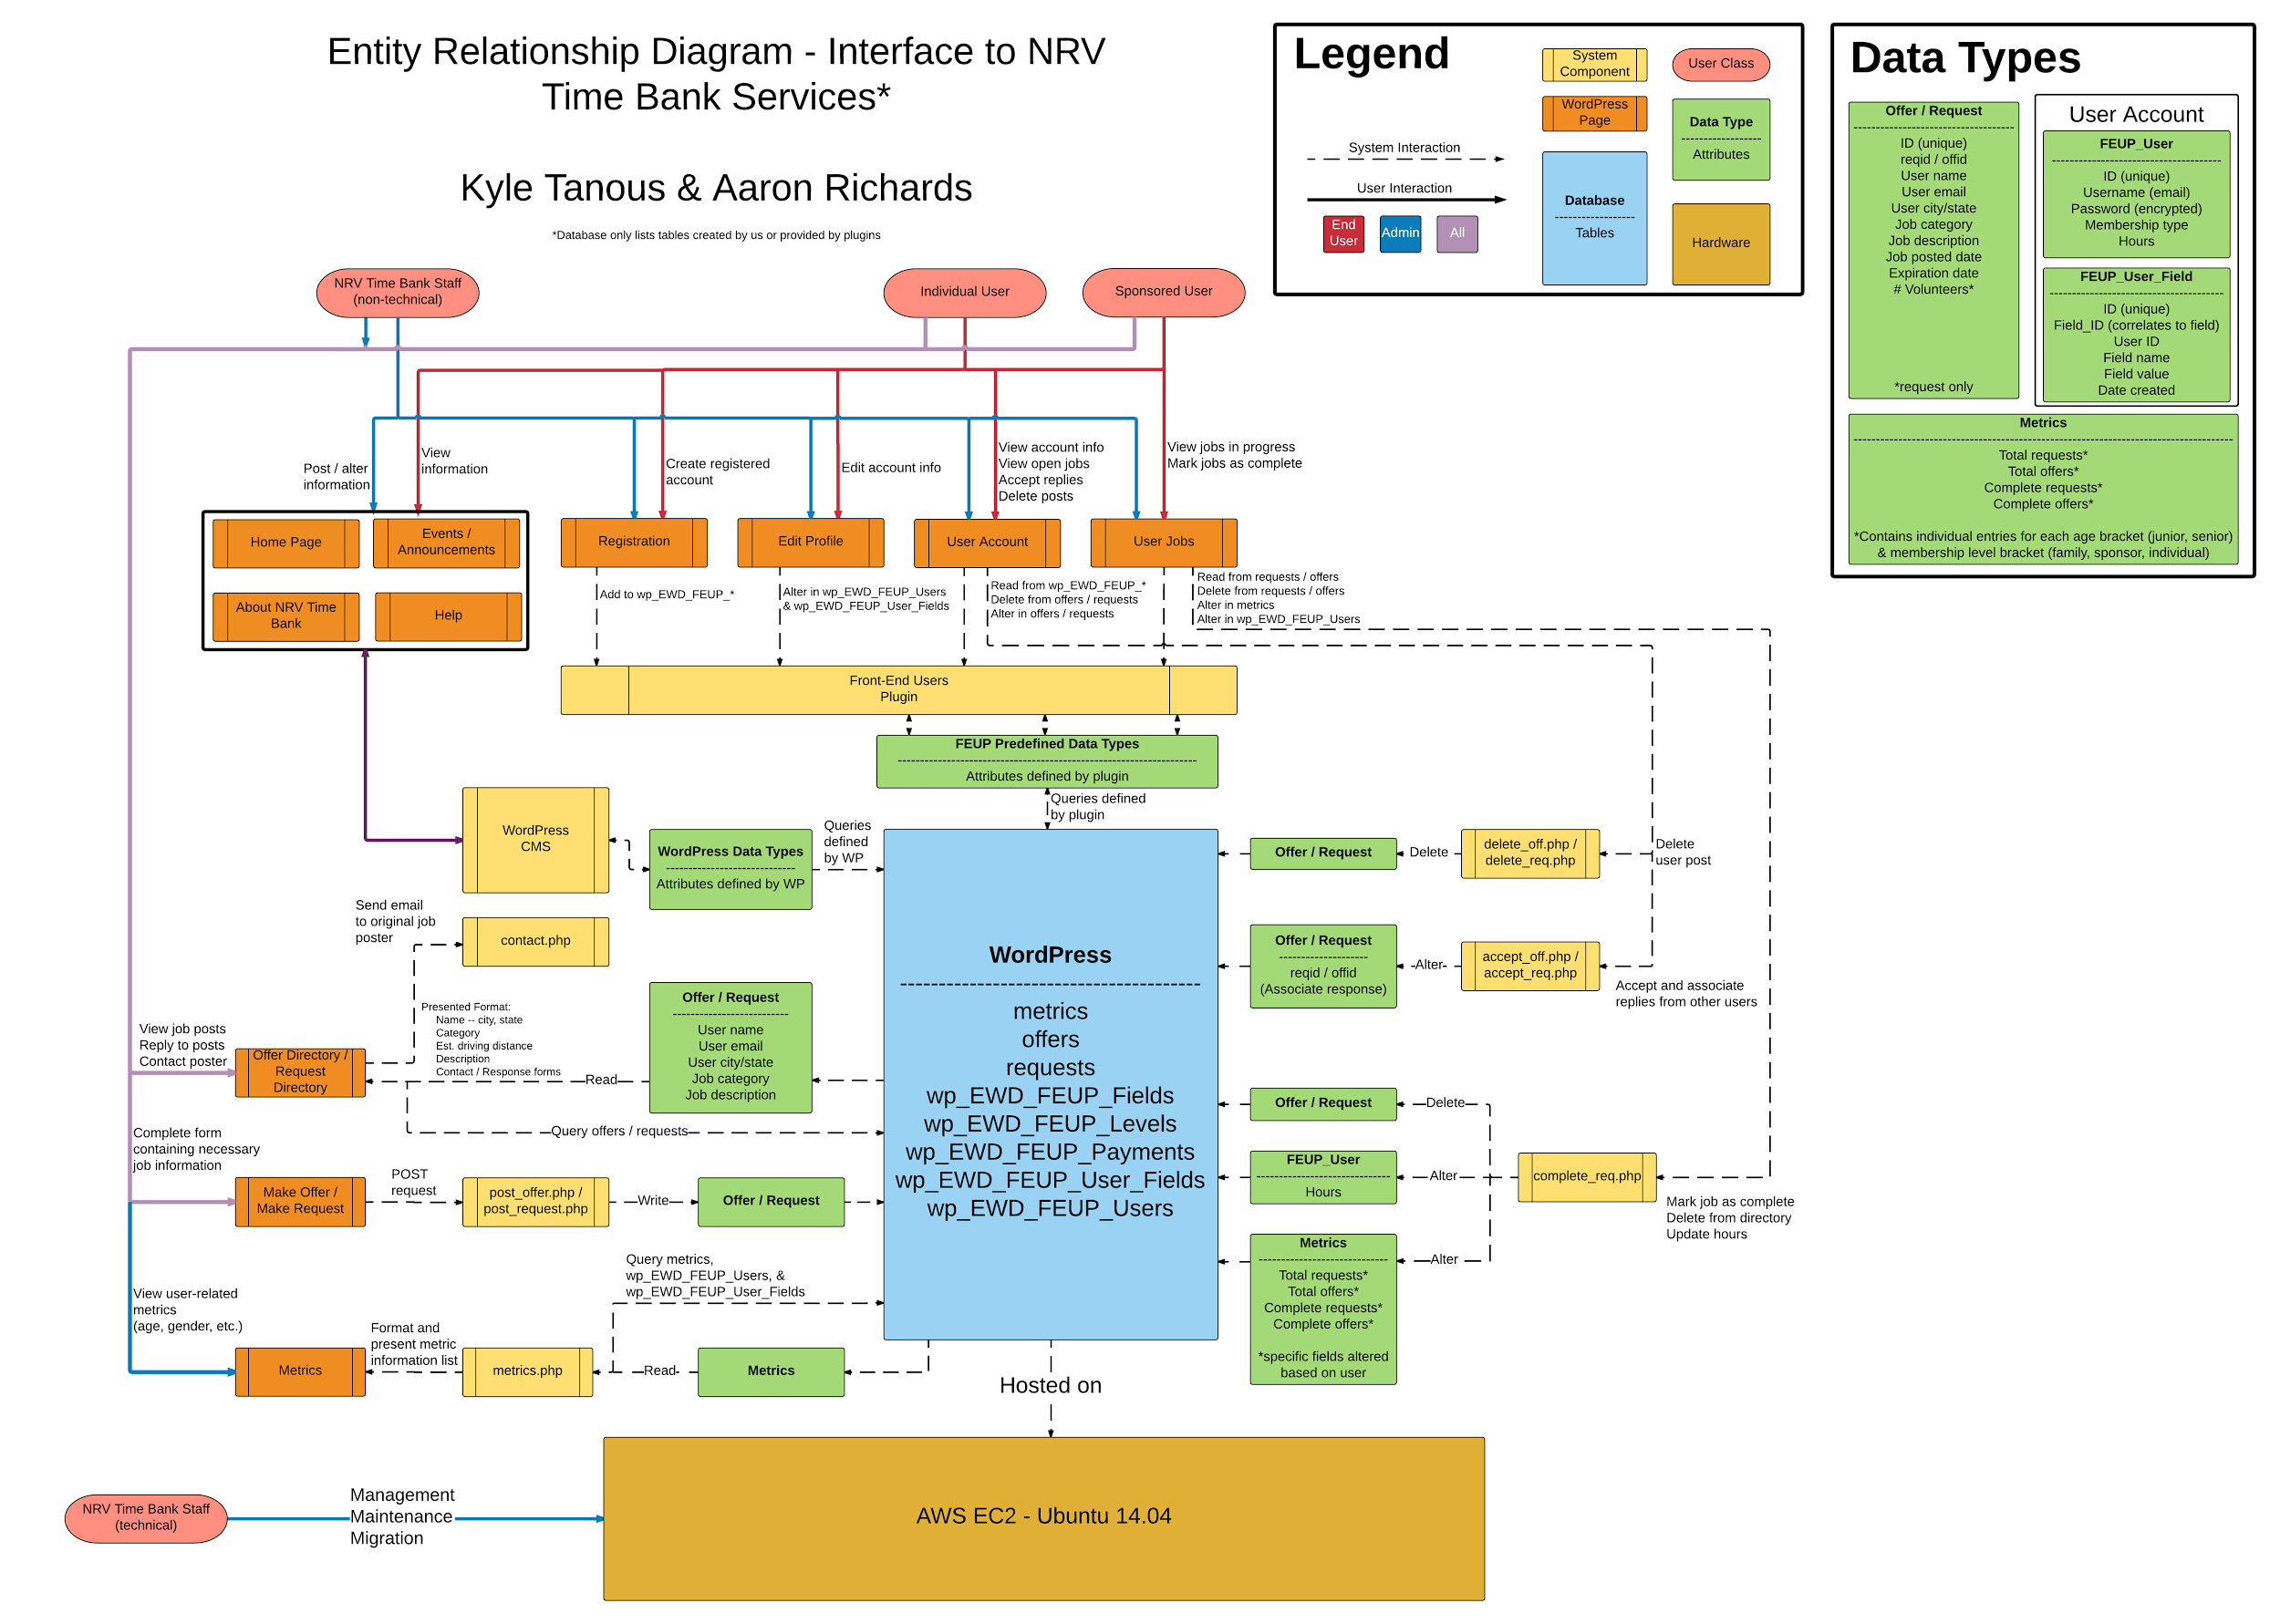 Entity Relationship Diagram - Interface to NRV
Time Bank Services*
Kyle Tanous & Aaron Richards
*Database only lists tables created by us or provided by plugins
Legend
System
Component
User Class
WordPress
Page
Data Type
--------------------
Attributes
System Interaction
User Interaction
End
User
Admin
All
Database
------------------
Tables
Hardware
Data Types
Offer / Request
------------------------------------
ID (unique)
reqid / offid
User name
User email
User city/state
Job category
Job description
Job posted date
Expiration date
# Volunteers*
*request only
User Account
FEUP_User
--------------------------------------
ID (unique)
Username (email)
Password (encrypted)
Membership type
Hours
FEUP_User_Field
---------------------------------------
ID (unique)
Field_ID (correlates to field)
User ID
Field name
Field value
Date created
Metrics
--------------------------------------------------------------------------------------
Total requests*
Total offers*
Complete requests*
Complete offers*
*Contains individual entries for each age bracket (junior, senior)
& membership level bracket (family, sponsor, individual)
NRV Time Bank Staff
(non-technical)
Individual User
Sponsored User
Post / alter
information
View
information
Create registered
account
Edit account info
View account info
View open jobs
Accept replies
Delete posts
View jobs in progress
Mark jobs as complete
Home Page
Events /
Announcements
About NRV Time
Bank
Help
Registration
Edit Profile
User Account
User Jobs
Add to wp_EWD_FEUP_*
Alter in wp_EWD_FEUP_Users
& wp_EWD_FEUP_User_Fields
Read from wp_EWD_FEUP_*
Delete from offers / requests
Alter in offers / requests
Read from requests / offers
Delete from requests / offers
Alter in metrics
Alter in wp_EWD_FEUP_Users
Front-End Users
Plugin
FEUP Predefined Data Types
--------------------------------------------------------------------
Attributes defined by plugin
Queries defined
by plugin
WordPress
CMS
WordPress Data Types
-----------------------------
Attributes defined by WP
Queries
defined
by WP
Send email
to original job
poster
contact.php
Presented Format:
Name -- city, state
Category
Est. driving distance
Description
Contact / Response forms
View job posts
Reply to posts
Contact poster
Offer Directory /
Request
Directory
Read
Offer / Request
--------------------------
User name
User email
User city/state
Job category
Job description
Query offers / requests
WordPress
---------------------------------------
metrics
offers
requests
wp_EWD_FEUP_Fields
wp_EWD_FEUP_Levels
wp_EWD_FEUP_Payments
wp_EWD_FEUP_User_Fields
wp_EWD_FEUP_Users
Offer / Request
Delete
delete_off.php /
delete_req.php
Delete
user post
Offer / Request
--------------------
reqid / offid
(Associate response)
Alter
accept_off.php /
accept_req.php
Accept and associate
replies from other users
Offer / Request
Delete
FEUP_User
------------------------------
Hours
Alter
complete_req.php
Mark job as complete
Delete from directory
Update hours
Metrics
-----------------------------
Total requests*
Total offers*
Complete requests*
Complete offers*
*specific fields altered
based on user
Alter
Complete form
containing necessary
job information
Make Offer /
Make Request
POST
request
post_offer.php /
post_request.php
Write
Offer / Request
Query metrics,
wp_EWD_FEUP_Users, &
wp_EWD_FEUP_User_Fields
View user-related
metrics
(age, gender, etc.)
Metrics
Format and
present metric
information list
metrics.php
Read
Metrics
Hosted on
NRV Time Bank Staff
(technical)
Management
Maintenance
Migration
AWS EC2 - Ubuntu 14.04